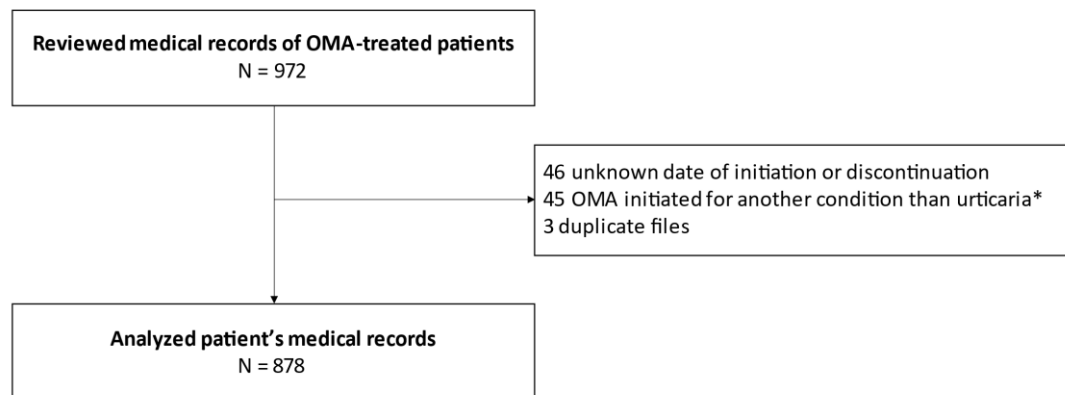 Reviewed medical records of OMA-treated patients
N = 972
46 unknown date of initiation or discontinuation
45 OMA initiated for another condition than urticaria*
3 duplicate files
Analyzed patient’s medical records
N = 878